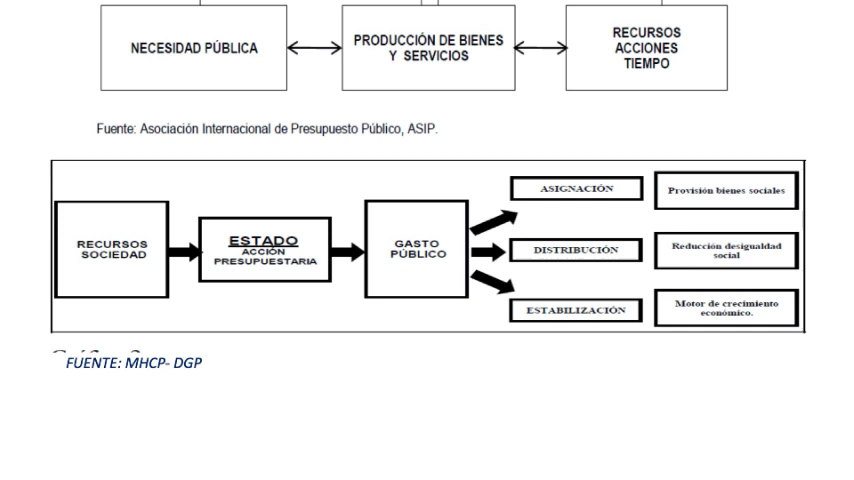 NECESIDAD PÚBLICA
PRODUCCIÓN DE BIENES
Y SERVICIOS
RECURSOS
ACCIONES
TIEMPO
Fuente: Asociación Internacional de Presupuesto Público, ASIP.
RECURSOS
SOCIEDAD
ESTADO
ACCIÓN
PRESUPUESTARIA
GASTO
PÚBLICO
ASIGNACIÓN
Provisión bienes sociales
DISTRIBUCIÓN
Reducción desigualdad
social
ESTABILIZACIÓN
Motor de crecimiento
económico.
FUENTE: MHCP- DGP